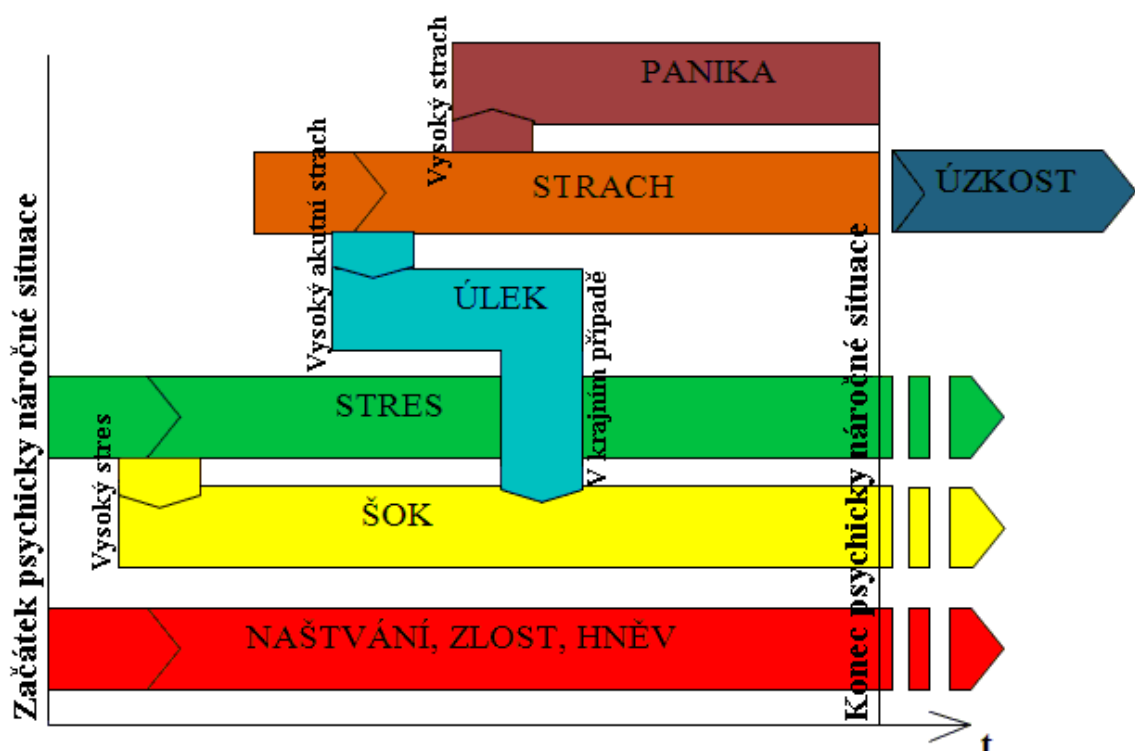 PANIKA
Vysoký strach
STRACH
ÚZKOST
Vysoký akutní strach
ÚLEK
V krajním případě
STRES
Vysoký stres
ŠOK
NAŠTVÁNÍ, ZLOST, HNĚV
Začátek psychicky náročné situace
Konec psychicky náročné situace
t